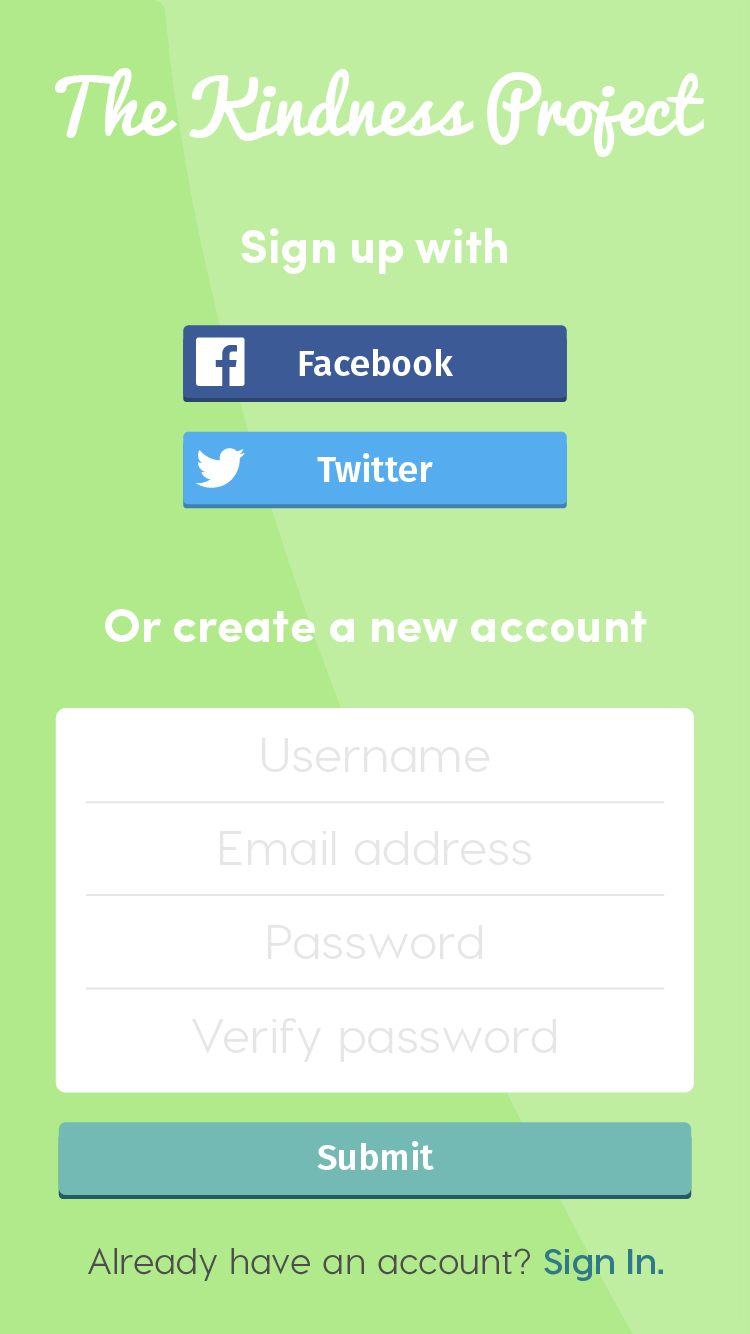 The Kindness Project
Sign up with
Facebook
Twitter
Or create a new account
Username
Email address
Password
Verify password
Submit
Already have an account? Sign In.